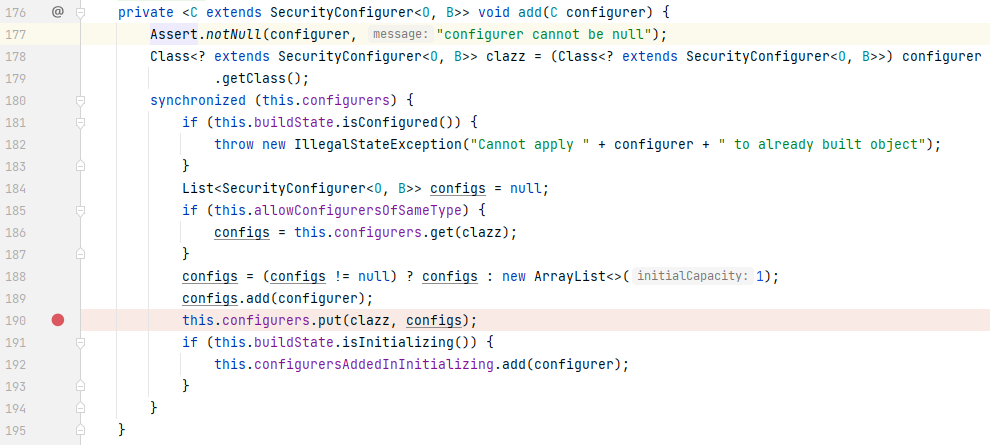 176 @ private <C extends SecurityConfigurer<O, B>> void add(C configurer) {
177 Assert.notNull(configurer, message: "configurer cannot be null");
178 Class<? extends SecurityConfigurer<O, B>> clazz = (Class<? extends SecurityConfigurer<O, B>>) configurer
179 .getClass();
180 synchronized (this.configurers) {
181 if (this.buildState.isConfigured()) {
182 throw new IllegalStateException("Cannot apply " + configurer + " to already built object");
183 }
184 List<SecurityConfigurer<O, B>> configs = null;
185 if (this.allowConfigurersOfSameType) {
186 configs = this.configurers.get(clazz);
187 }
188 configs = (configs != null) ? configs : new ArrayList<>( initialCapacity: 1);
189 configs.add(configurer);
190 this.configurers.put(clazz, configs);
191 if (this.buildState.isInitializing()) {
192 this.configurersAddedInInitializing.add(configurer);
193 }
194 }
195 }